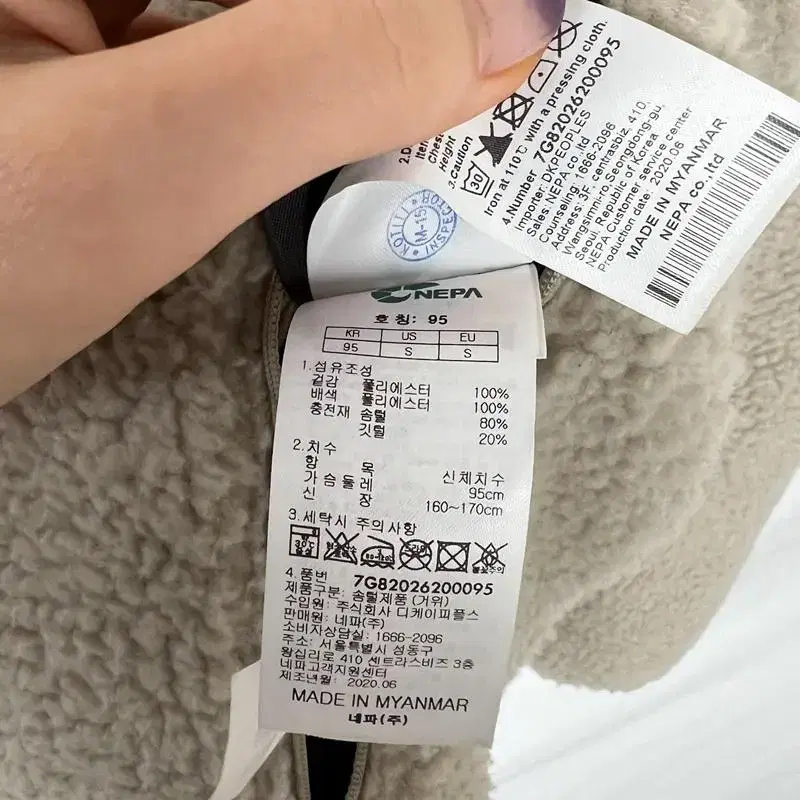 3.Caution
Height
Iron at 110℃ with a pressing cloth.
4.Number 7G82026200095
Importer: DKPEOPLES
Sales: NEPA co.ltd
Counseling: 1666-2096
Address: 3F, centrasbiz, 410,
Wangsimni-ro, Seongdong-gu,
Seoul, Republic of Korea
NEPA Customer service center
Production date: 2020.06
MADE IN MYANMAR
NEPA co.ltd
KOTITI
M-15
INSPECTOR
NEPA
호 칭: 95
KR US EU
95 S S
1.섬유조성
겉감 폴리에스터 100%
배색 폴리에스터 100%
충전재 솜털 80%
깃털 20%
2.치수
항 목 신체치수
가 슴 둘 레 95cm
신 장 160~170cm
3.세탁시 주의사항
30℃
4.품번 7G82026200095
제품구분: 솜털제품 (거위)
수입원: 주식회사 디케이피플스
판매원: 네파(주)
소비자상담실: 1666-2096
주소: 서울특별시 성동구
왕십리로 410 센트라스비즈 3층
네파고객지원센터
제조년월: 2020.06
MADE IN MYANMAR
네파(주)